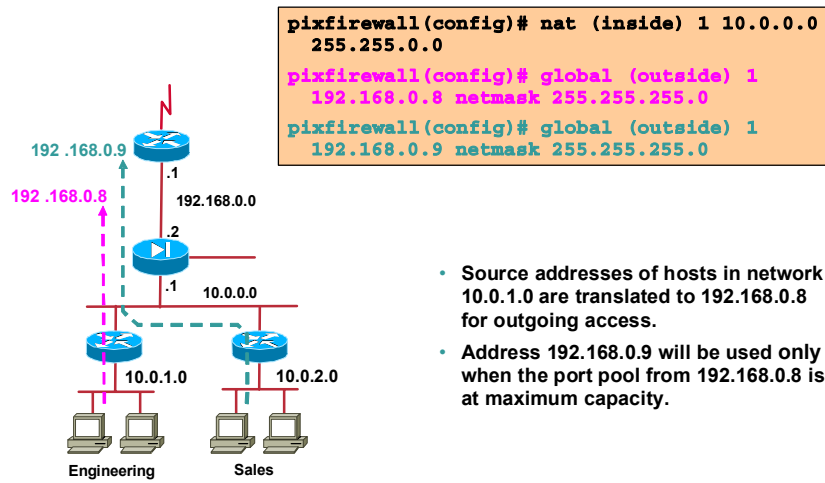 pixfirewall(config)# nat (inside) 1 10.0.0.0
255.255.0.0
pixfirewall(config)# global (outside) 1
192.168.0.8 netmask 255.255.255.0
pixfirewall(config)# global (outside) 1
192.168.0.9 netmask 255.255.255.0
192 .168.0.9
.1
192 .168.0.8
192.168.0.0
.2
.1
10.0.0.0
10.0.1.0
10.0.2.0
Engineering
Sales
• Source addresses of hosts in network
10.0.1.0 are translated to 192.168.0.8
for outgoing access.
• Address 192.168.0.9 will be used only
when the port pool from 192.168.0.8 is
at maximum capacity.